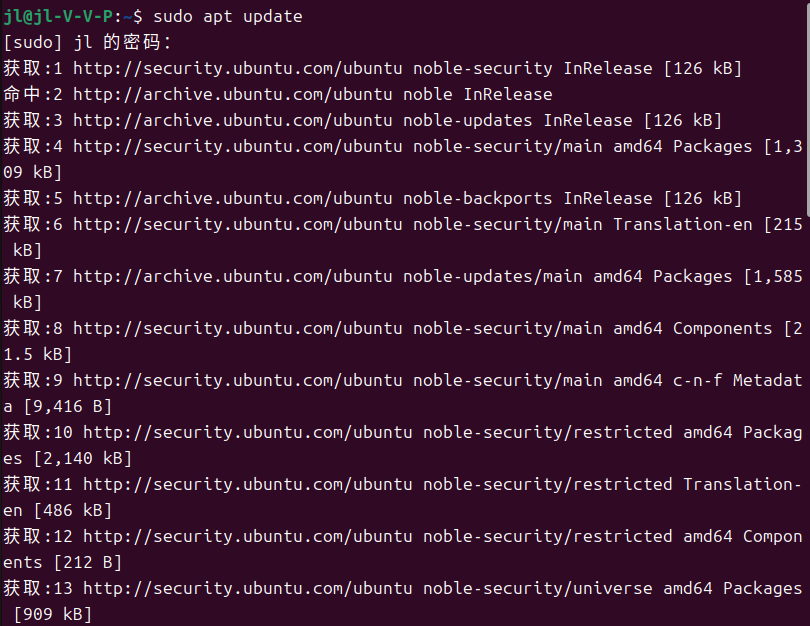 jl@jl-V-V-P:~$ sudo apt update
[sudo] jl 的密码：
获取:1 http://security.ubuntu.com/ubuntu noble-security InRelease [126 kB]
命中:2 http://archive.ubuntu.com/ubuntu noble InRelease
获取:3 http://archive.ubuntu.com/ubuntu noble-updates InRelease [126 kB]
获取:4 http://security.ubuntu.com/ubuntu noble-security/main amd64 Packages [1,3
09 kB]
获取:5 http://archive.ubuntu.com/ubuntu noble-backports InRelease [126 kB]
获取:6 http://security.ubuntu.com/ubuntu noble-security/main Translation-en [215
 kB]
获取:7 http://archive.ubuntu.com/ubuntu noble-updates/main amd64 Packages [1,585
 kB]
获取:8 http://security.ubuntu.com/ubuntu noble-security/main amd64 Components [2
1.5 kB]
获取:9 http://security.ubuntu.com/ubuntu noble-security/main amd64 c-n-f Metadat
a [9,416 B]
获取:10 http://security.ubuntu.com/ubuntu noble-security/restricted amd64 Packag
es [2,140 kB]
获取:11 http://security.ubuntu.com/ubuntu noble-security/restricted Translation-
en [486 kB]
获取:12 http://security.ubuntu.com/ubuntu noble-security/restricted amd64 Compon
ents [212 B]
获取:13 http://security.ubuntu.com/ubuntu noble-security/universe amd64 Packages
 [909 kB]